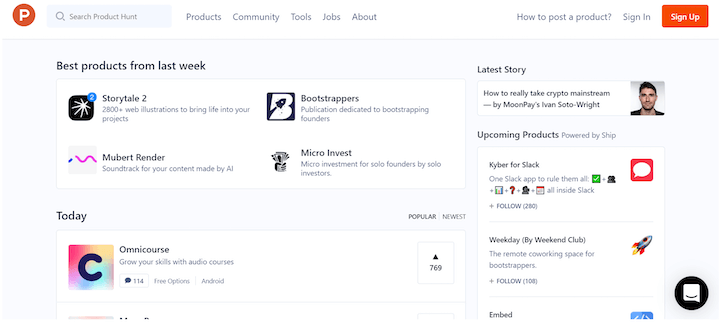 P
Search Product Hunt
Products
Community
Tools
Jobs
About
How to post a product?
Sign In
Sign Up
Best products from last week
2
Storytale 2
2800+ web illustrations to bring life into your
projects
Bootstrappers
Publication dedicated to bootstrapping
founders
Mubert Render
Soundtrack for your content made by AI
Micro Invest
Micro investment for solo founders by solo
investors.
Today
POPULAR | NEWEST
Omnicourse
Grow your skills with audio courses
114
Free Options
Android
▲
769
Latest Story
How to really take crypto mainstream
— by MoonPay's Ivan Soto-Wright
Upcoming Products Powered by Ship
Kyber for Slack
One Slack app to rule them all: ✅ +
+ 📊 + ❓ + + 📅 all inside Slack
+ FOLLOW (280)
Weekday (By Weekend Club)
The remote coworking space for
bootstrappers.
+ FOLLOW (108)
Embed